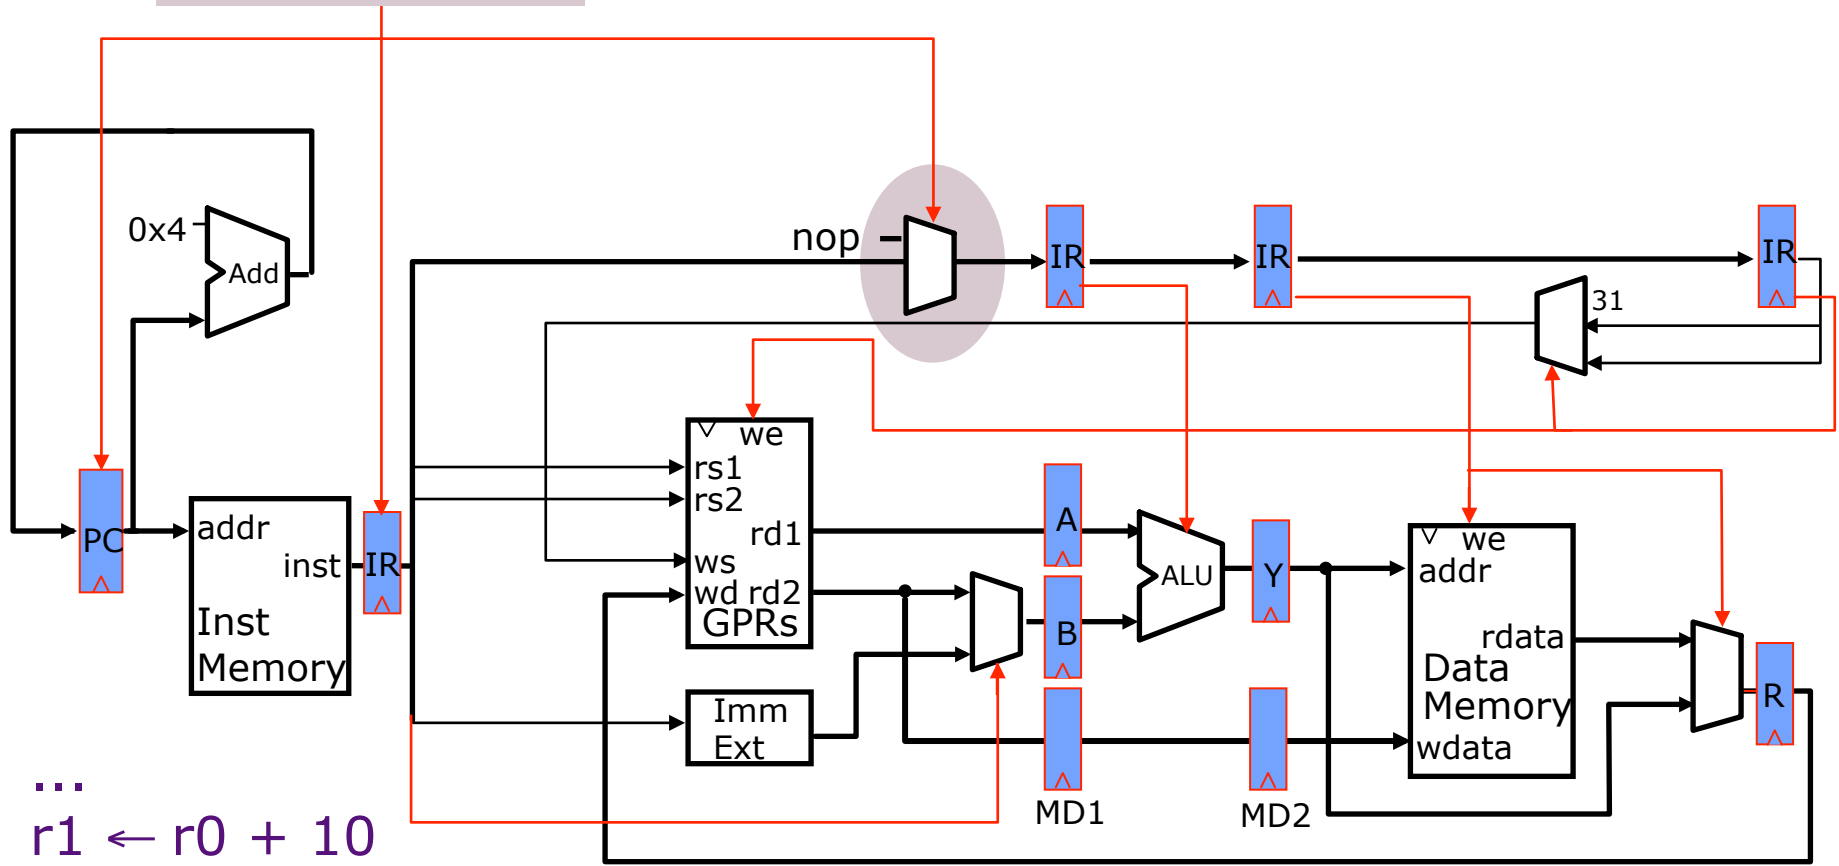 0x4
Add
nop
IR
IR
IR
31
we
rs1
rs2
rd1
ws
wd rd2
GPRs
PC
addr
inst
Inst
Memory
IR
A
B
ALU
Y
we
addr
rdata
Data
Memory
wdata
R
Imm
Ext
MD1
MD2
...
r1 ← r0 + 10